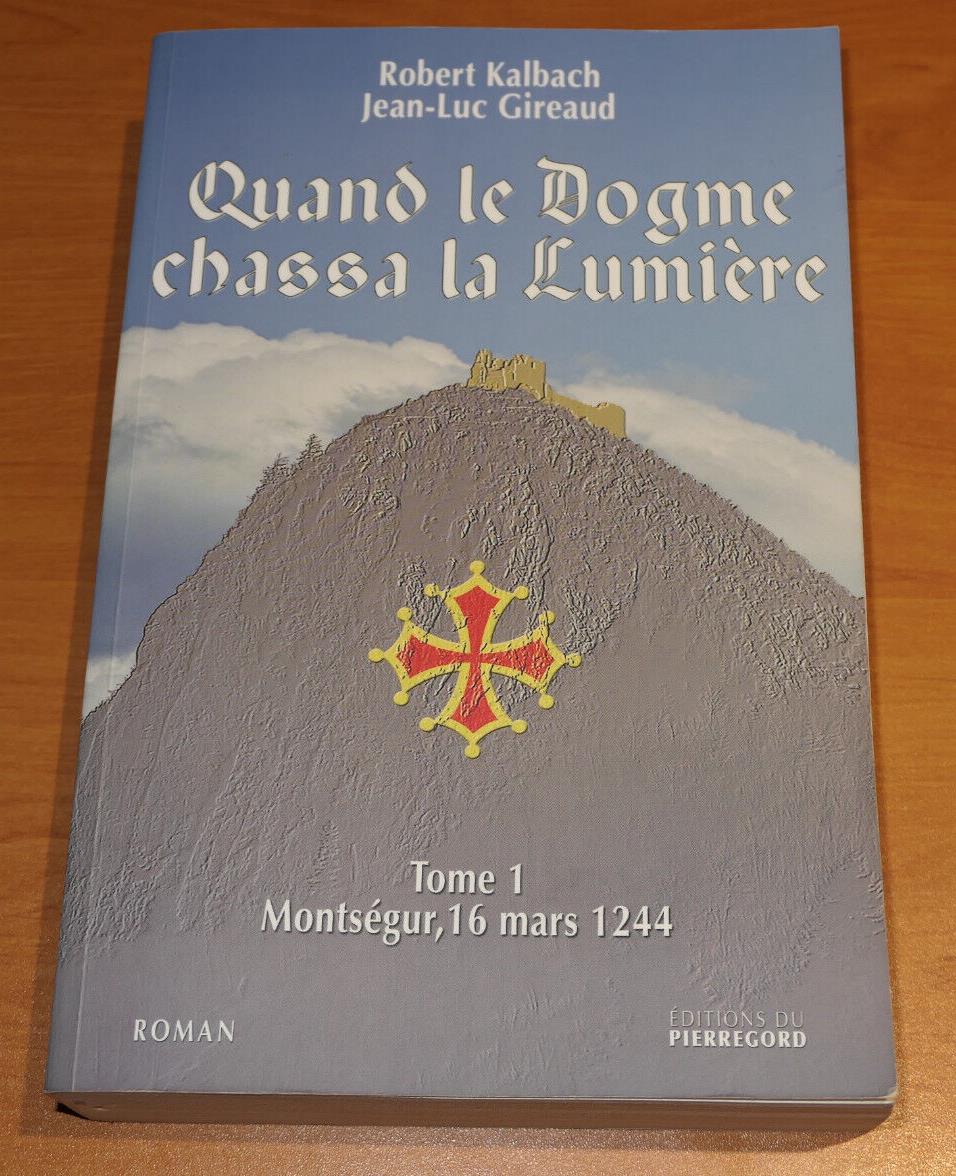 Robert Kalbach
Jean-Luc Gireaud
Quand le Dogme
chassa la Lumière
Tome 1
Montségur, 16 mars 1244
ROMAN
ÉDITIONS DU
PIERREGORD